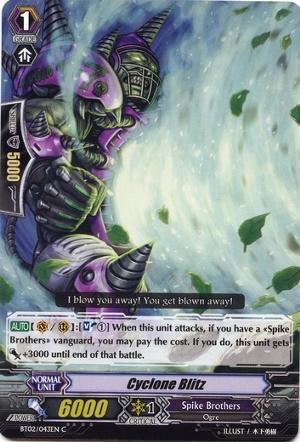 1
GRADE
5000
I blow you away! You get blown away!
AUTO [ / ]:[ ① ] When this unit attacks, if you have a «Spike
Brothers» vanguard, you may pay the cost. If you do, this unit gets
+3000 until end of that battle.
NORMAL
UNIT
Cyclone Blitz
POWER
6000
1
CRITICAL
Spike Brothers
Ogre
BT02/043EN C
ILLUST / 木下勇樹